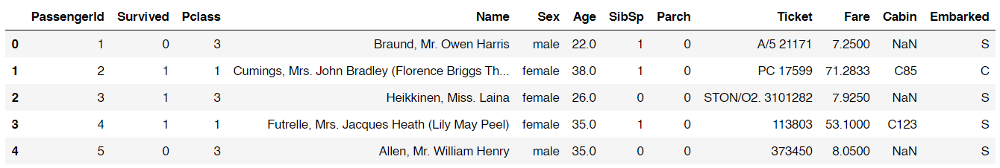 PassengerId Survived Pclass Name Sex Age SibSp Parch Ticket Fare Cabin Embarked
0 1 0 3 Braund, Mr. Owen Harris male 22.0 1 0 A/5 21171 7.2500 NaN S
1 2 1 1 Cumings, Mrs. John Bradley (Florence Briggs Th... female 38.0 1 0 PC 17599 71.2833 C85 C
2 3 1 3 Heikkinen, Miss. Laina female 26.0 0 0 STON/O2. 3101282 7.9250 NaN S
3 4 1 1 Futrelle, Mrs. Jacques Heath (Lily May Peel) female 35.0 1 0 113803 53.1000 C123 S
4 5 0 3 Allen, Mr. William Henry male 35.0 0 0 373450 8.0500 NaN S